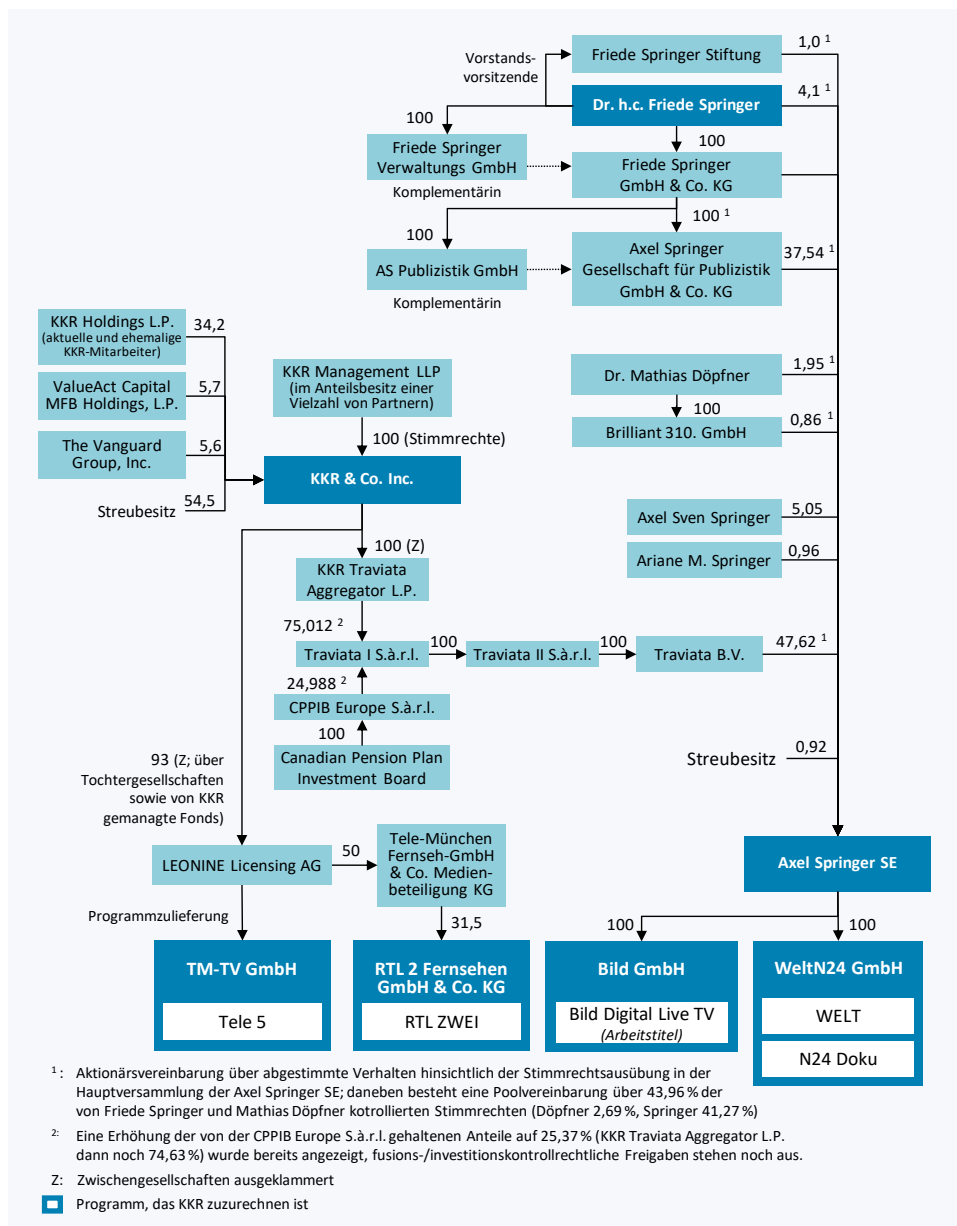 Friede Springer Stiftung
1,0 ¹
Vorstands-
vorsitzende
Dr. h.c. Friede Springer
4,1 ¹
100
100
Friede Springer
Verwaltungs GmbH
Komplementärin
Friede Springer
GmbH & Co. KG
100
100 ¹
AS Publizistik GmbH
Komplementärin
Axel Springer
Gesellschaft für Publizistik
GmbH & Co. KG
37,54 ¹
KKR Holdings L.P.
(aktuelle und ehemalige
KKR-Mitarbeiter)
34,2
ValueAct Capital
MFB Holdings, L.P.
5,7
The Vanguard
Group, Inc.
5,6
Streubesitz
54,5
KKR Management LLP
(im Anteilsbesitz einer
Vielzahl von Partnern)
100 (Stimmrechte)
KKR & Co. Inc.
Dr. Mathias Döpfner
1,95 ¹
100
Brilliant 310. GmbH
0,86 ¹
Axel Sven Springer
5,05
Ariane M. Springer
0,96
100 (Z)
KKR Traviata
Aggregator L.P.
75,012 ²
Traviata I S.à.r.l.
100
Traviata II S.à.r.l.
100
Traviata B.V.
47,62 ¹
24,988 ²
CPPIB Europe S.à.r.l.
100
Canadian Pension Plan
Investment Board
Streubesitz
0,92
93 (Z; über
Tochtergesellschaften
sowie von KKR
gemanagte Fonds)
LEONINE Licensing AG
50
Tele-München
Fernseh-GmbH
& Co. Medien-
beteiligung KG
Axel Springer SE
Programmzulieferung
31,5
100
100
TM-TV GmbH
Tele 5
RTL 2 Fernsehen
GmbH & Co. KG
RTL ZWEI
Bild GmbH
Bild Digital Live TV
(Arbeitstitel)
WeltN24 GmbH
WELT
N24 Doku
¹ : Aktionärsvereinbarung über abgestimmte Verhalten hinsichtlich der Stimmrechtsausübung in der
Hauptversammlung der Axel Springer SE; daneben besteht eine Poolvereinbarung über 43,96 % der
von Friede Springer und Mathias Döpfner kotrollierten Stimmrechten (Döpfner 2,69 %, Springer 41,27 %)
²: Eine Erhöhung der von der CPPIB Europe S.à.r.l. gehaltenen Anteile auf 25,37 % (KKR Traviata Aggregator L.P.
dann noch 74,63 %) wurde bereits angezeigt, fusions-/investitionskontrollrechtliche Freigaben stehen noch aus.
Z: Zwischengesellschaften ausgeklammert
Programm, das KKR zuzurechnen ist